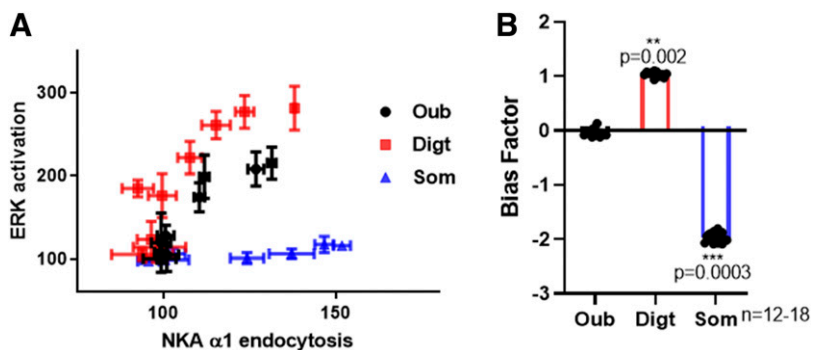 A
ERK activation
300
200
100
100
150
NKA α1 endocytosis
Oub
Digt
Som
B
Bias Factor
2
1
0
-1
-2
-3
**
p=0.002
***
p=0.0003
Oub Digt Som n=12-18